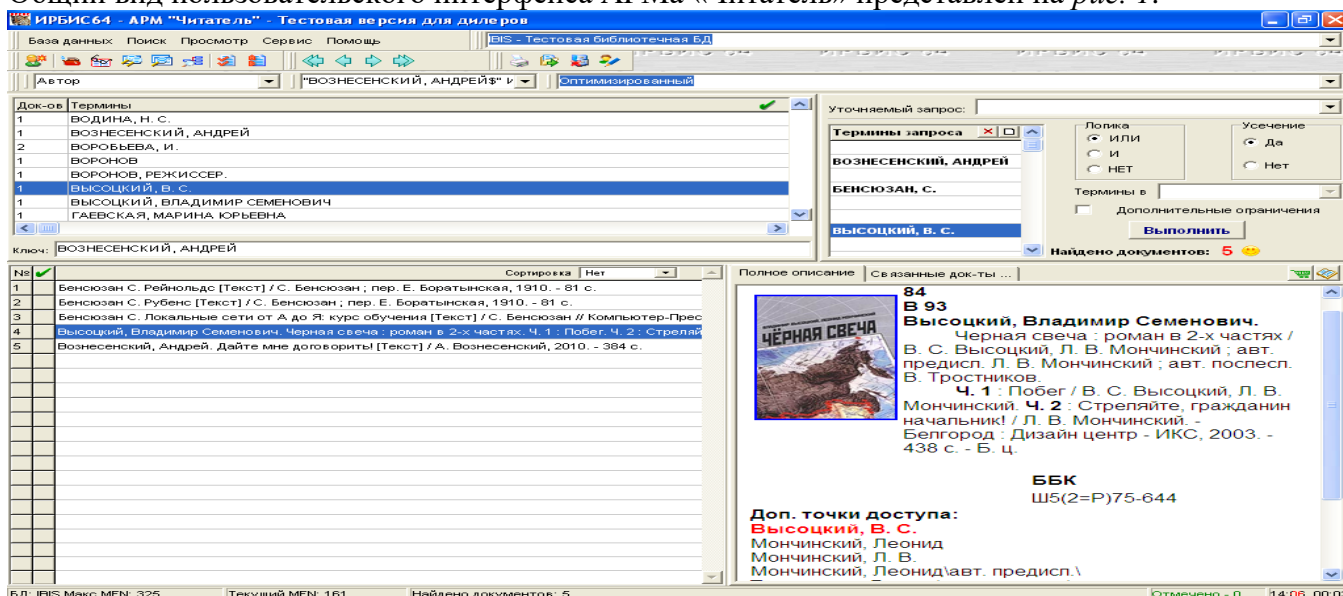 Общий вид пользовательского интерфейса АРМа «Читатель» представлен на рис. 1.
ИРБИС64 - АРМ "Читатель" - Тестовая версия для дилеров
База данных Поиск Просмотр Сервис Помощь
IBIS - Тестовая библиотечная БД
Автор
"ВОЗНЕСЕНСКИЙ, АНДРЕЙ$" И
Оптимизированный
Док-ов Термины
1 ВОДИНА, Н. С.
1 ВОЗНЕСЕНСКИЙ, АНДРЕЙ
2 ВОРОБЬЕВА, И.
1 ВОРОНОВ
1 ВОРОНОВ, РЕЖИССЕР.
1 ВЫСОЦКИЙ, В. С.
1 ВЫСОЦКИЙ, ВЛАДИМИР СЕМЕНОВИЧ
1 ГАЕВСКАЯ, МАРИНА ЮРЬЕВНА
Ключ: ВОЗНЕСЕНСКИЙ, АНДРЕЙ
Уточняемый запрос:
Термины запроса
ВОЗНЕСЕНСКИЙ, АНДРЕЙ
БЕНСЮЗАН, С.
ВЫСОЦКИЙ, В. С.
Логика
ИЛИ
И
НЕТ
Усечение
Да
Нет
Термины в
Дополнительные ограничения
Выполнить
Найдено документов: 5
№ Сортировка Нет
1 Бенсюзан С. Рейнольдс [Текст] / С. Бенсюзан ; пер. Е. Боратынская, 1910. - 81 с.
2 Бенсюзан С. Рубенс [Текст] / С. Бенсюзан ; пер. Е. Боратынская, 1910. - 81 с.
3 Бенсюзан С. Локальные сети от А до Я: курс обучения [Текст] / С. Бенсюзан // Компьютер-Прес
4 Высоцкий, Владимир Семенович. Черная свеча : роман в 2-х частях. Ч. 1 : Побег. Ч. 2 : Стреляй
5 Вознесенский, Андрей. Дайте мне договорить! [Текст] / А. Вознесенский, 2010. - 384 с.
Полное описание Связанные док-ты ...
ЧЁРНАЯ СВЕЧА
84
В 93
Высоцкий, Владимир Семенович.
Черная свеча : роман в 2-х частях /
В. С. Высоцкий, Л. В. Мончинский ; авт.
предисл. Л. В. Мончинский ; авт. послесл.
В. Тростников.
Ч. 1 : Побег / В. С. Высоцкий, Л. В.
Мончинский. Ч. 2 : Стреляйте, гражданин
начальник! / Л. В. Мончинский. -
Белгород : Дизайн центр - ИКС, 2003. -
438 с. - Б. ц.
ББК
Ш5(2=Р)75-644
Доп. точки доступа:
Высоцкий, В. С.
Мончинский, Леонид
Мончинский, Л. В.
Мончинский, Леонид\авт. предисл.\
БД: IBIS Макс MFN: 325 Текущий MFN: 161 Найдено документов: 5 Отмечено - 0 14:06